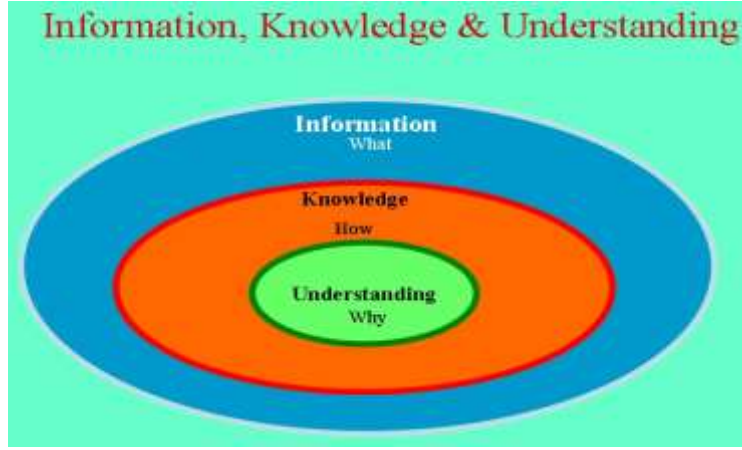 Information, Knowledge & Understanding
Information
What
Knowledge
How
Understanding
Why